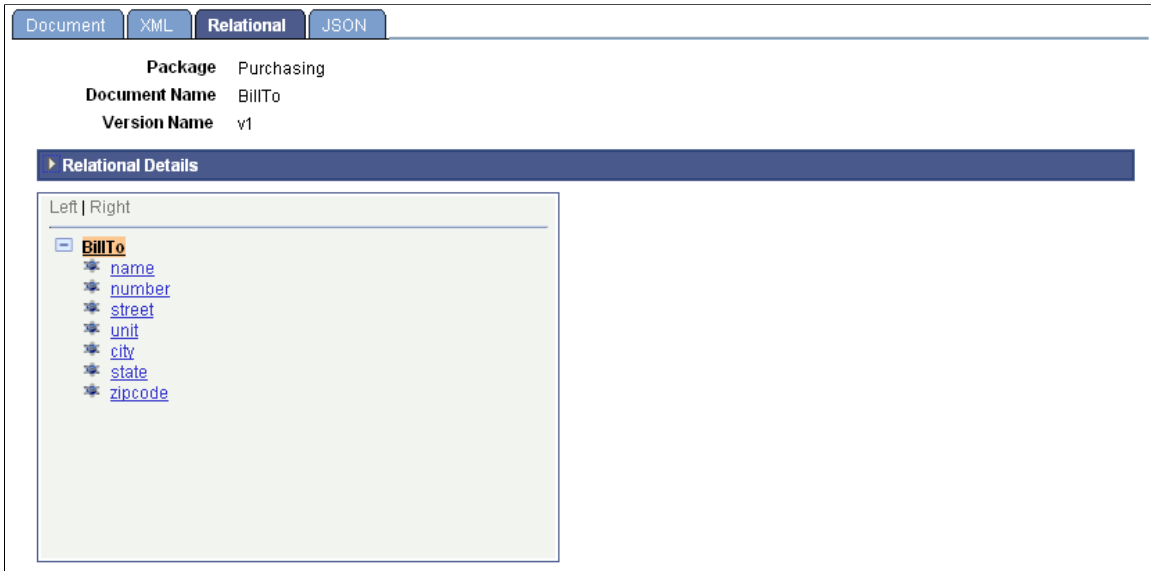 Document XML Relational JSON
Package Purchasing
Document Name BillTo
Version Name v1
Relational Details
Left | Right
BillTo
name
number
street
unit
city
state
zipcode